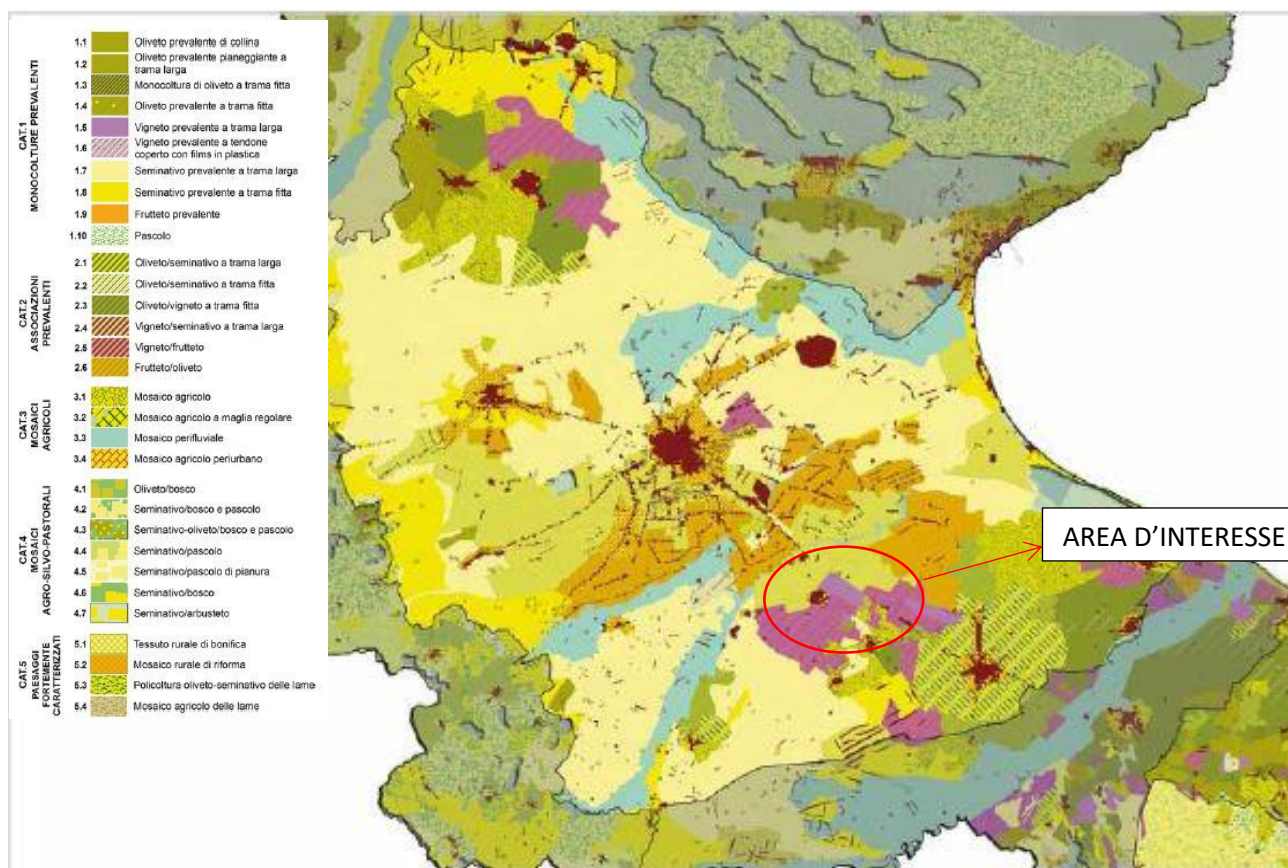 CAT.1
MONOCOLTURE PREVALENTI
1.1 Oliveto prevalente di collina
1.2 Oliveto prevalente pianeggiante a
trama larga
1.3 Monocoltura di oliveto a trama fitta
1.4 Oliveto prevalente a trama fitta
1.5 Vigneto prevalente a trama larga
1.6 Vigneto prevalente a tendone
coperto con films in plastica
1.7 Seminativo prevalente a trama larga
1.8 Seminativo prevalente a trama fitta
1.9 Frutteto prevalente
1.10 Pascolo
CAT.2
ASSOCIAZIONI
PREVALENTI
2.1 Oliveto/seminativo a trama larga
2.2 Oliveto/seminativo a trama fitta
2.3 Oliveto/vigneto a trama fitta
2.4 Vigneto/seminativo a trama larga
2.5 Vigneto/frutteto
2.6 Frutteto/oliveto
CAT.3
MOSAICI
AGRICOLI
3.1 Mosaico agricolo
3.2 Mosaico agricolo a maglia regolare
3.3 Mosaico perifluviale
3.4 Mosaico agricolo periurbano
CAT.4
MOSAICI
AGRO-SILVO-PASTORALI
4.1 Oliveto/bosco
4.2 Seminativo/bosco e pascolo
4.3 Seminativo-oliveto/bosco e pascolo
4.4 Seminativo/pascolo
4.5 Seminativo/pascolo di pianura
4.6 Seminativo/bosco
4.7 Seminativo/arbusteto
CAT.5
PAESAGGI
FORTEMENTE
CARATTERIZZATI
5.1 Tessuto rurale di bonifica
5.2 Mosaico rurale di riforma
5.3 Policoltura oliveto-seminativo delle lame
5.4 Mosaico agricolo delle lame
AREA D'INTERESSE